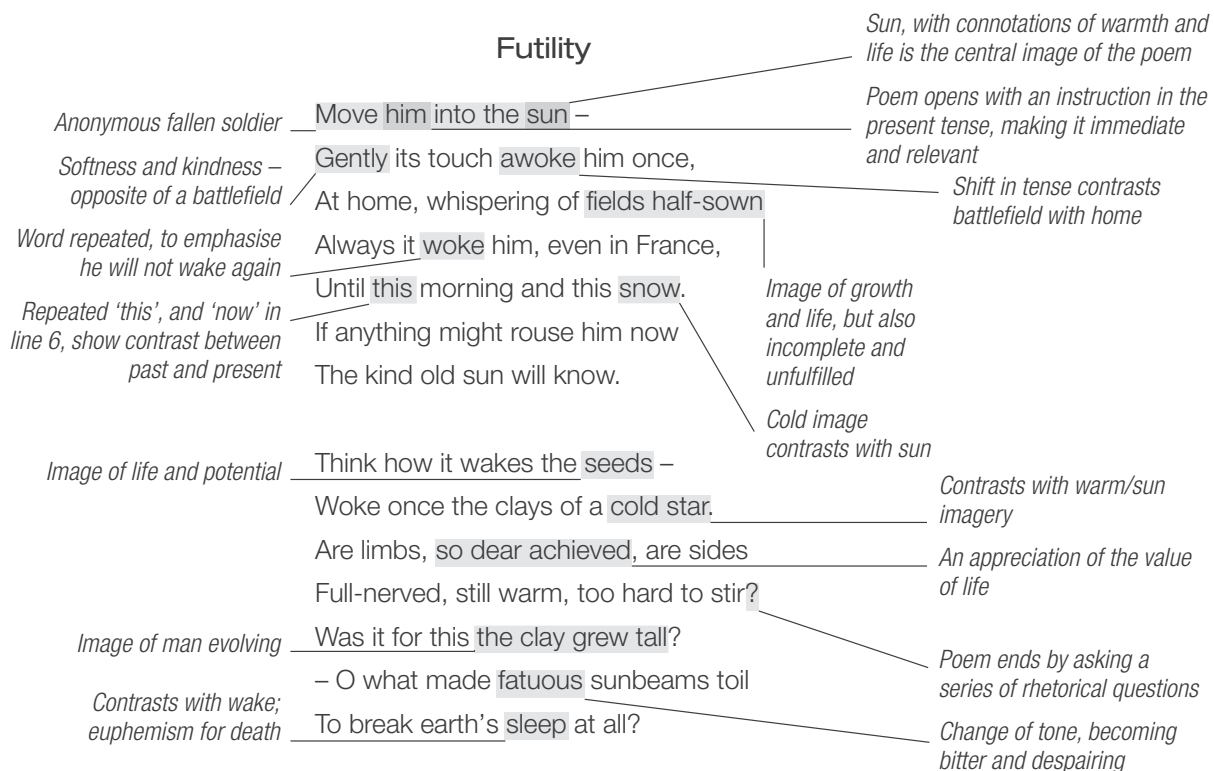 Futility
Move him into the sun –
Gently its touch awoke him once,
At home, whispering of fields half-sown
Always it woke him, even in France,
Until this morning and this snow.
If anything might rouse him now
The kind old sun will know.
Think how it wakes the seeds –
Woke once the clays of a cold star.
Are limbs, so dear achieved, are sides
Full-nerved, still warm, too hard to stir?
Was it for this the clay grew tall?
– O what made fatuous sunbeams toil
To break earth's sleep at all?
Anonymous fallen soldier
Softness and kindness –
opposite of a battlefield
Word repeated, to emphasise
he will not wake again
Repeated ‘this’, and ‘now’ in
line 6, show contrast between
past and present
Image of life and potential
Image of man evolving
Contrasts with wake;
euphemism for death
Sun, with connotations of warmth and
life is the central image of the poem
Poem opens with an instruction in the
present tense, making it immediate
and relevant
Shift in tense contrasts
battlefield with home
Image of growth
and life, but also
incomplete and
unfulfilled
Cold image
contrasts with sun
Contrasts with warm/sun
imagery
An appreciation of the value
of life
Poem ends by asking a
series of rhetorical questions
Change of tone, becoming
bitter and despairing